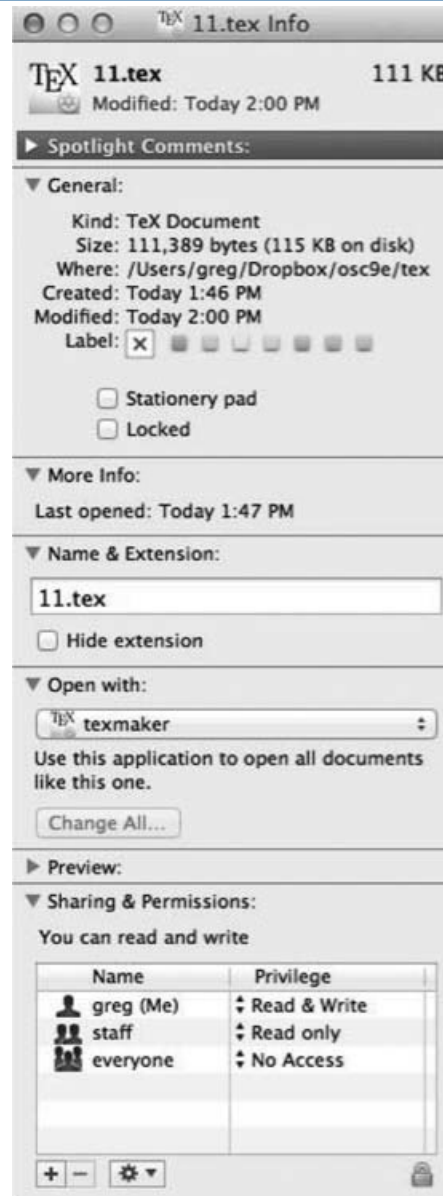 TEX 11.tex Info
TEX 11.tex 111 KB
Modified: Today 2:00 PM
Spotlight Comments:
General:
Kind: TeX Document
Size: 111,389 bytes (115 KB on disk)
Where: /Users/greg/Dropbox/osc9e/tex
Created: Today 1:46 PM
Modified: Today 2:00 PM
Label:
Stationery pad
Locked
More Info:
Last opened: Today 1:47 PM
Name & Extension:
11.tex
Hide extension
Open with:
TEX texmaker
Use this application to open all documents
like this one.
Change All...
Preview:
Sharing & Permissions:
You can read and write
Name Privilege
greg (Me) Read & Write
staff Read only
everyone No Access